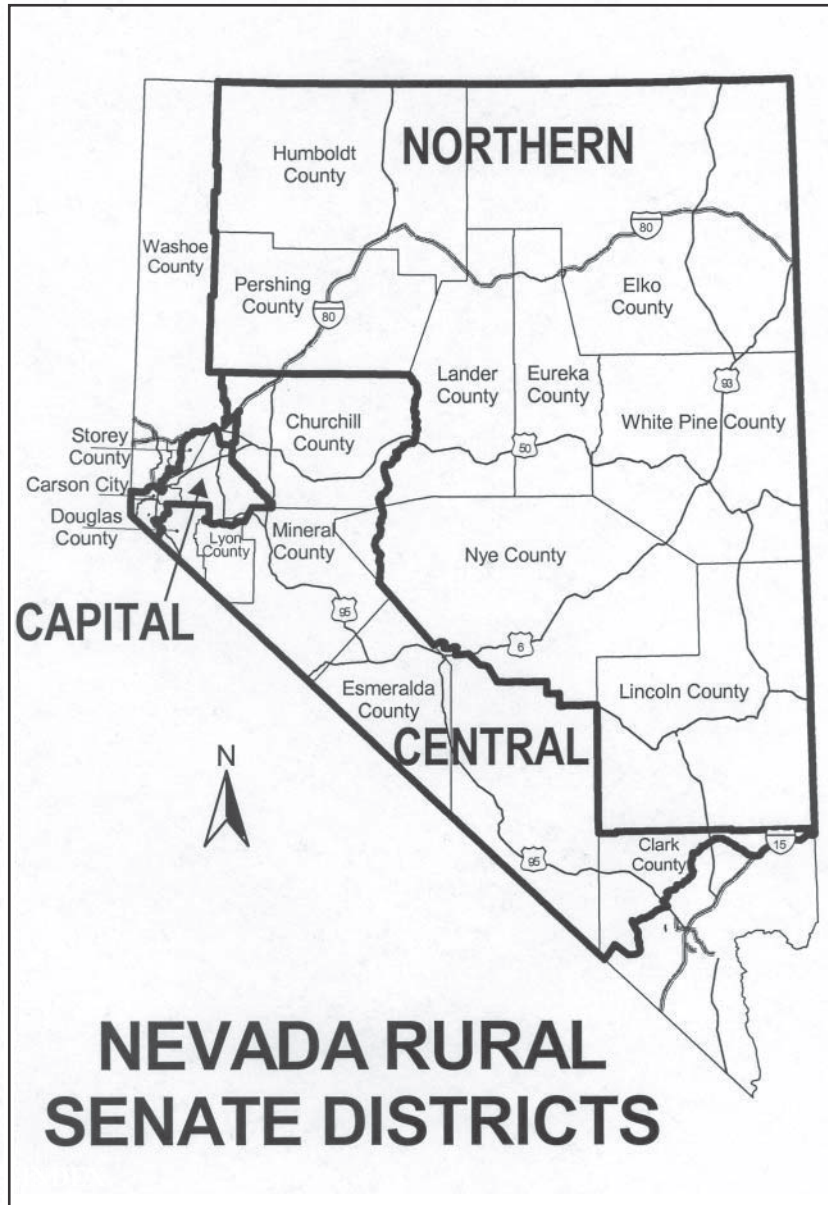 NORTHERN
Humboldt
County
80
Washoe
County
Pershing
County
80
Elko
County
Lander
County
Eureka
County
93
White Pine County
Churchill
County
Storey
County
50
Carson City
Douglas
County
Lyon
County
Mineral
County
Nye County
CAPITAL
95
6
Esmeralda
County
Lincoln County
CENTRAL
N
Clark
County
15
95
NEVADA RURAL
SENATE DISTRICTS